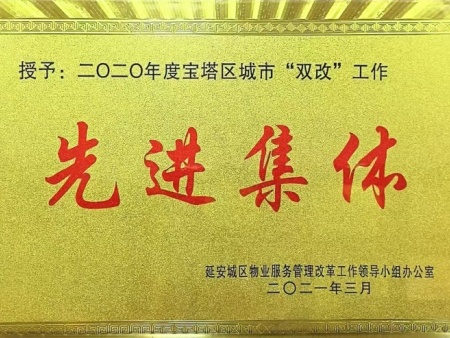 授予：二〇二〇年度宝塔区城市“双改”工作
先进集体
延安城区物业服务管理改革工作领导小组办公室
二〇二一年三月